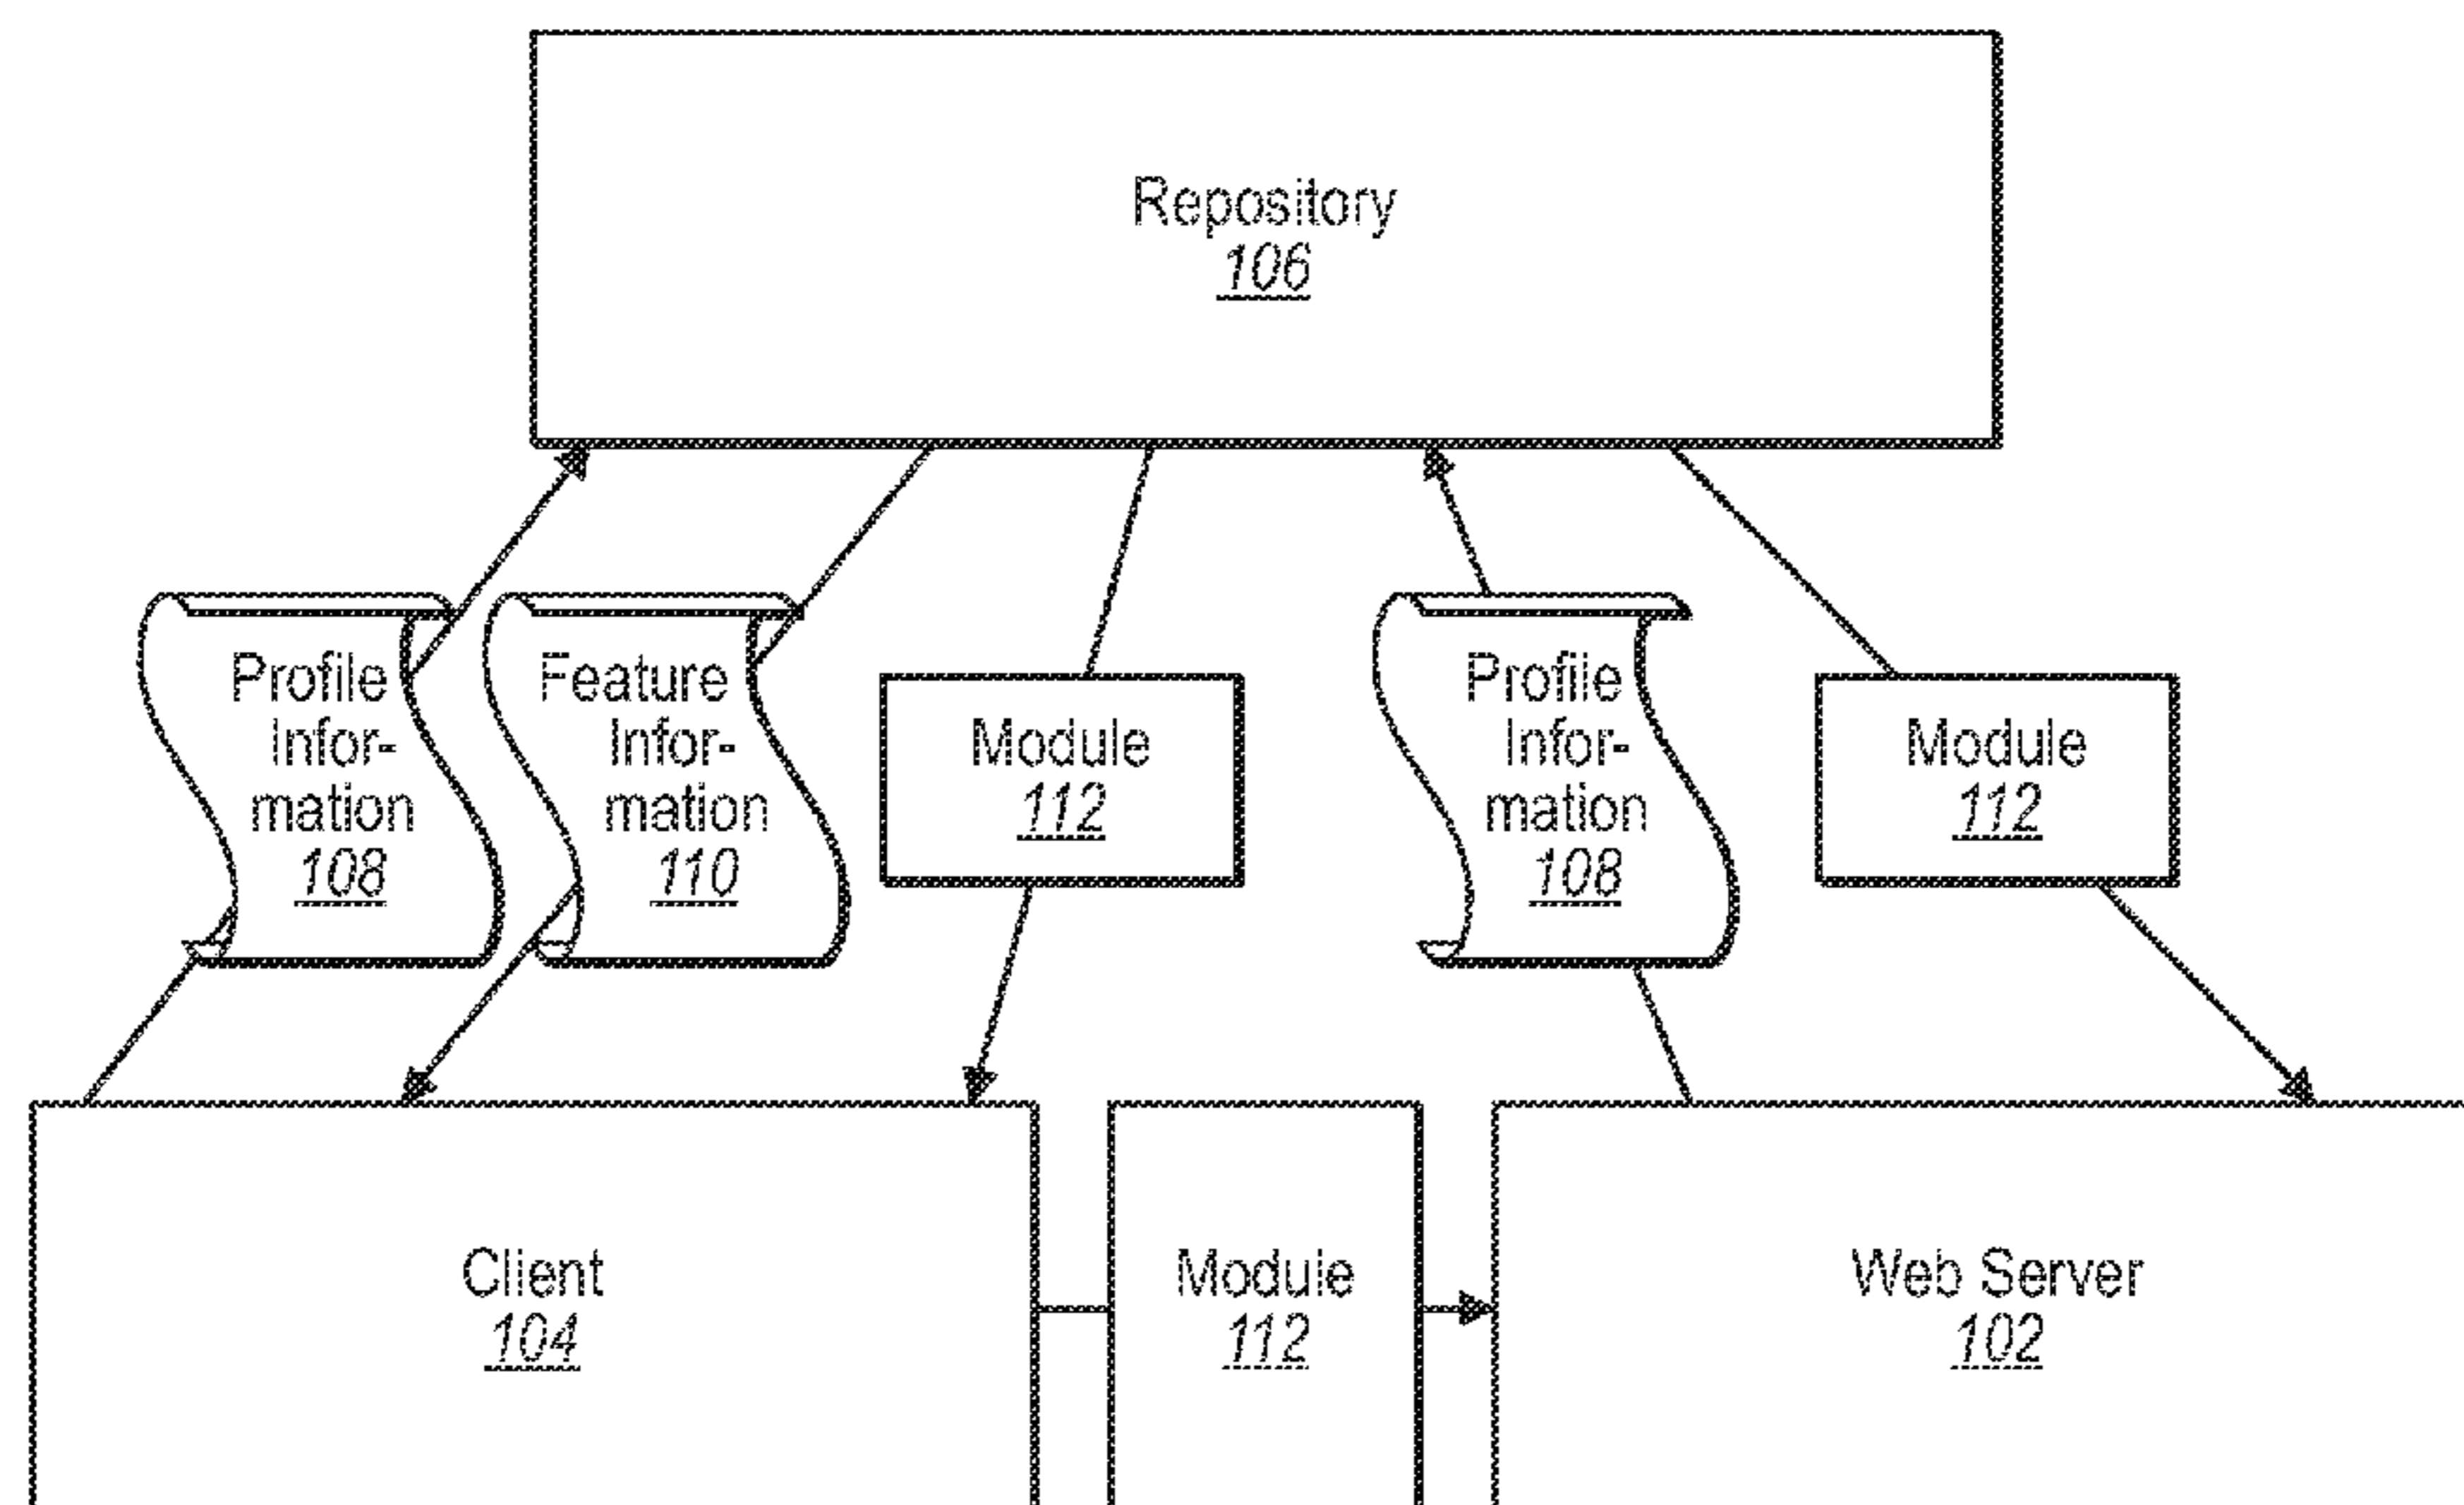 Repository
106
Profile
Infor-
mation
108
Feature
Infor-
mation
110
Module
112
Profile
Infor-
mation
108
Module
112
Client
104
Module
112
Web Server
102